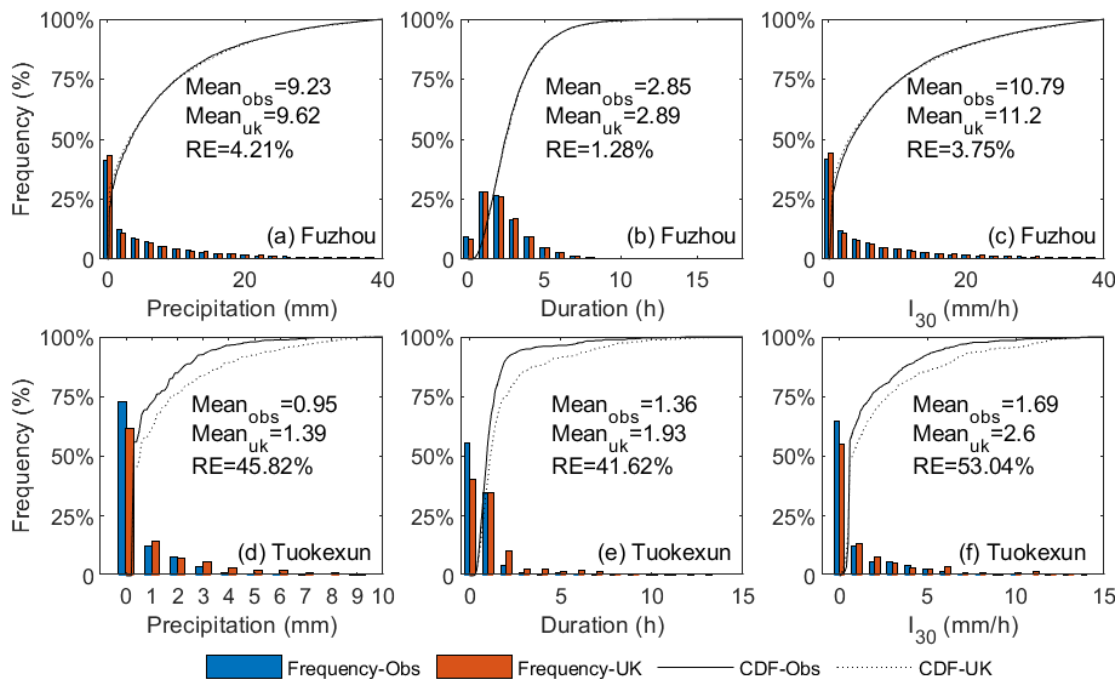 100% 100% 100%
75% 75% 75%
50% 50% 50%
25% 25% 25%
0 0 0
Frequency (%)
Mean_obs=9.23
Mean_uk=9.62
RE=4.21%
(a) Fuzhou
0 20 40
Precipitation (mm)
Mean_obs=2.85
Mean_uk=2.89
RE=1.28%
(b) Fuzhou
0 5 10 15
Duration (h)
Mean_obs=10.79
Mean_uk=11.2
RE=3.75%
(c) Fuzhou
0 20 40
I_30 (mm/h)
100% 100% 100%
75% 75% 75%
50% 50% 50%
25% 25% 25%
0 0 0
Frequency (%)
Mean_obs=0.95
Mean_uk=1.39
RE=45.82%
(d) Tuokexun
0 1 2 3 4 5 6 7 8 9 10
Precipitation (mm)
Mean_obs=1.36
Mean_uk=1.93
RE=41.62%
(e) Tuokexun
0 5 10 15
Duration (h)
Mean_obs=1.69
Mean_uk=2.6
RE=53.04%
(f) Tuokexun
0 5 10 15
I_30 (mm/h)
Frequency-Obs Frequency-UK CDF-Obs CDF-UK